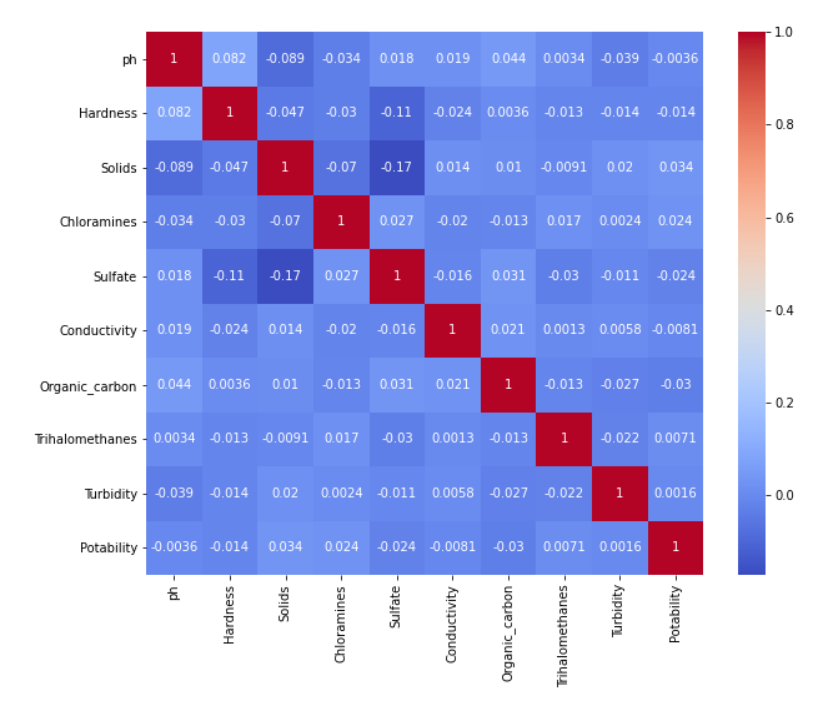 ph 1 0.082 -0.089 -0.034 0.018 0.019 0.044 0.0034 -0.039 -0.0036
Hardness 0.082 1 -0.047 -0.03 -0.11 -0.024 0.0036 -0.013 -0.014 -0.014
Solids -0.089 -0.047 1 -0.07 -0.17 0.014 0.01 -0.0091 0.02 0.034
Chloramines -0.034 -0.03 -0.07 1 0.027 -0.02 -0.013 0.017 0.0024 0.024
Sulfate 0.018 -0.11 -0.17 0.027 1 -0.016 0.031 -0.03 -0.011 -0.024
Conductivity 0.019 -0.024 0.014 -0.02 -0.016 1 0.021 0.0013 0.0058 -0.0081
Organic_carbon 0.044 0.0036 0.01 -0.013 0.031 0.021 1 -0.013 -0.027 -0.03
Trihalomethanes 0.0034 -0.013 -0.0091 0.017 -0.03 0.0013 -0.013 1 -0.022 0.0071
Turbidity -0.039 -0.014 0.02 0.0024 -0.011 0.0058 -0.027 -0.022 1 0.0016
Potability -0.0036 -0.014 0.034 0.024 -0.024 -0.0081 -0.03 0.0071 0.0016 1
ph Hardness Solids Chloramines Sulfate Conductivity Organic_carbon Trihalomethanes Turbidity Potability
1.0
0.8
0.6
0.4
0.2
0.0